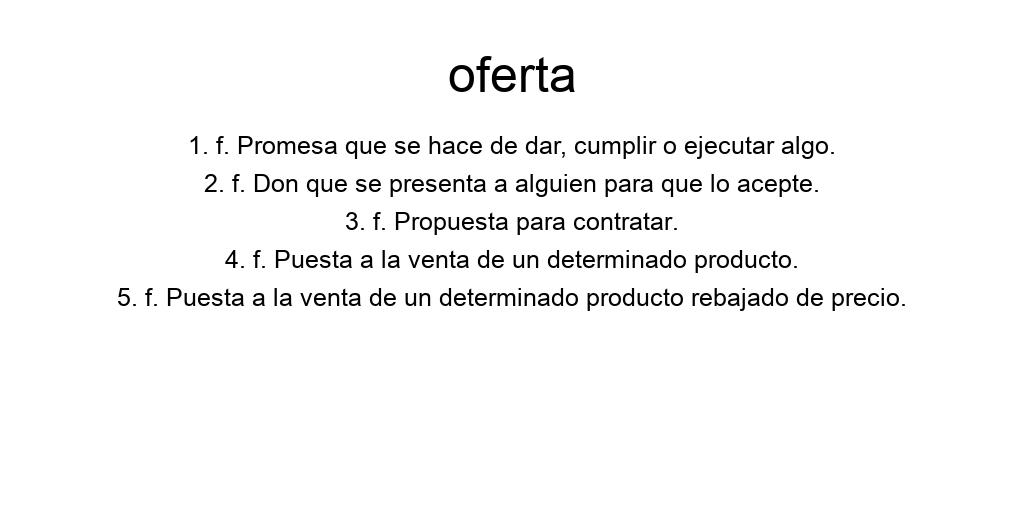 oferta
1. f. Promesa que se hace de dar, cumplir o ejecutar algo.
2. f. Don que se presenta a alguien para que lo acepte.
3. f. Propuesta para contratar.
4. f. Puesta a la venta de un determinado producto.
5. f. Puesta a la venta de un determinado producto rebajado de precio.